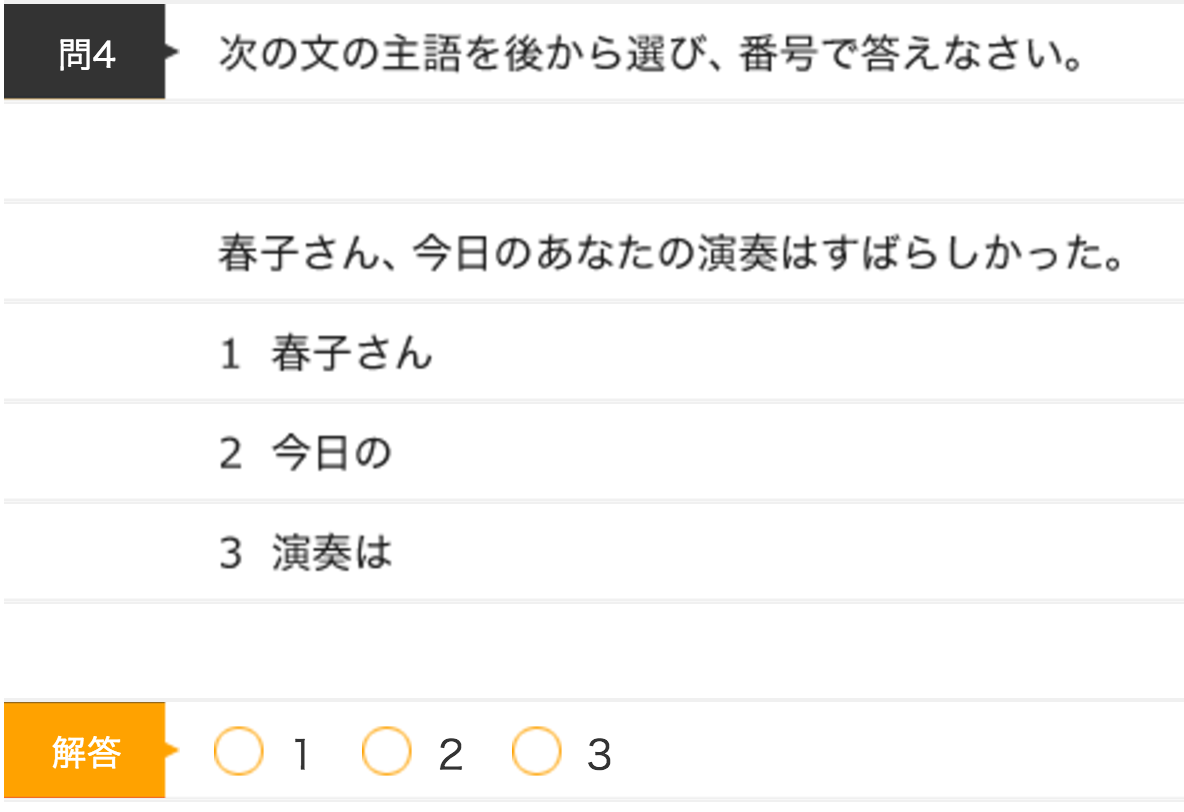 問4 次の文の主語を後から選び、番号で答えなさい。
春子さん、今日のあなたの演奏はすばらしかった。
1 春子さん
2 今日の
3 演奏は
解答 1 2 3